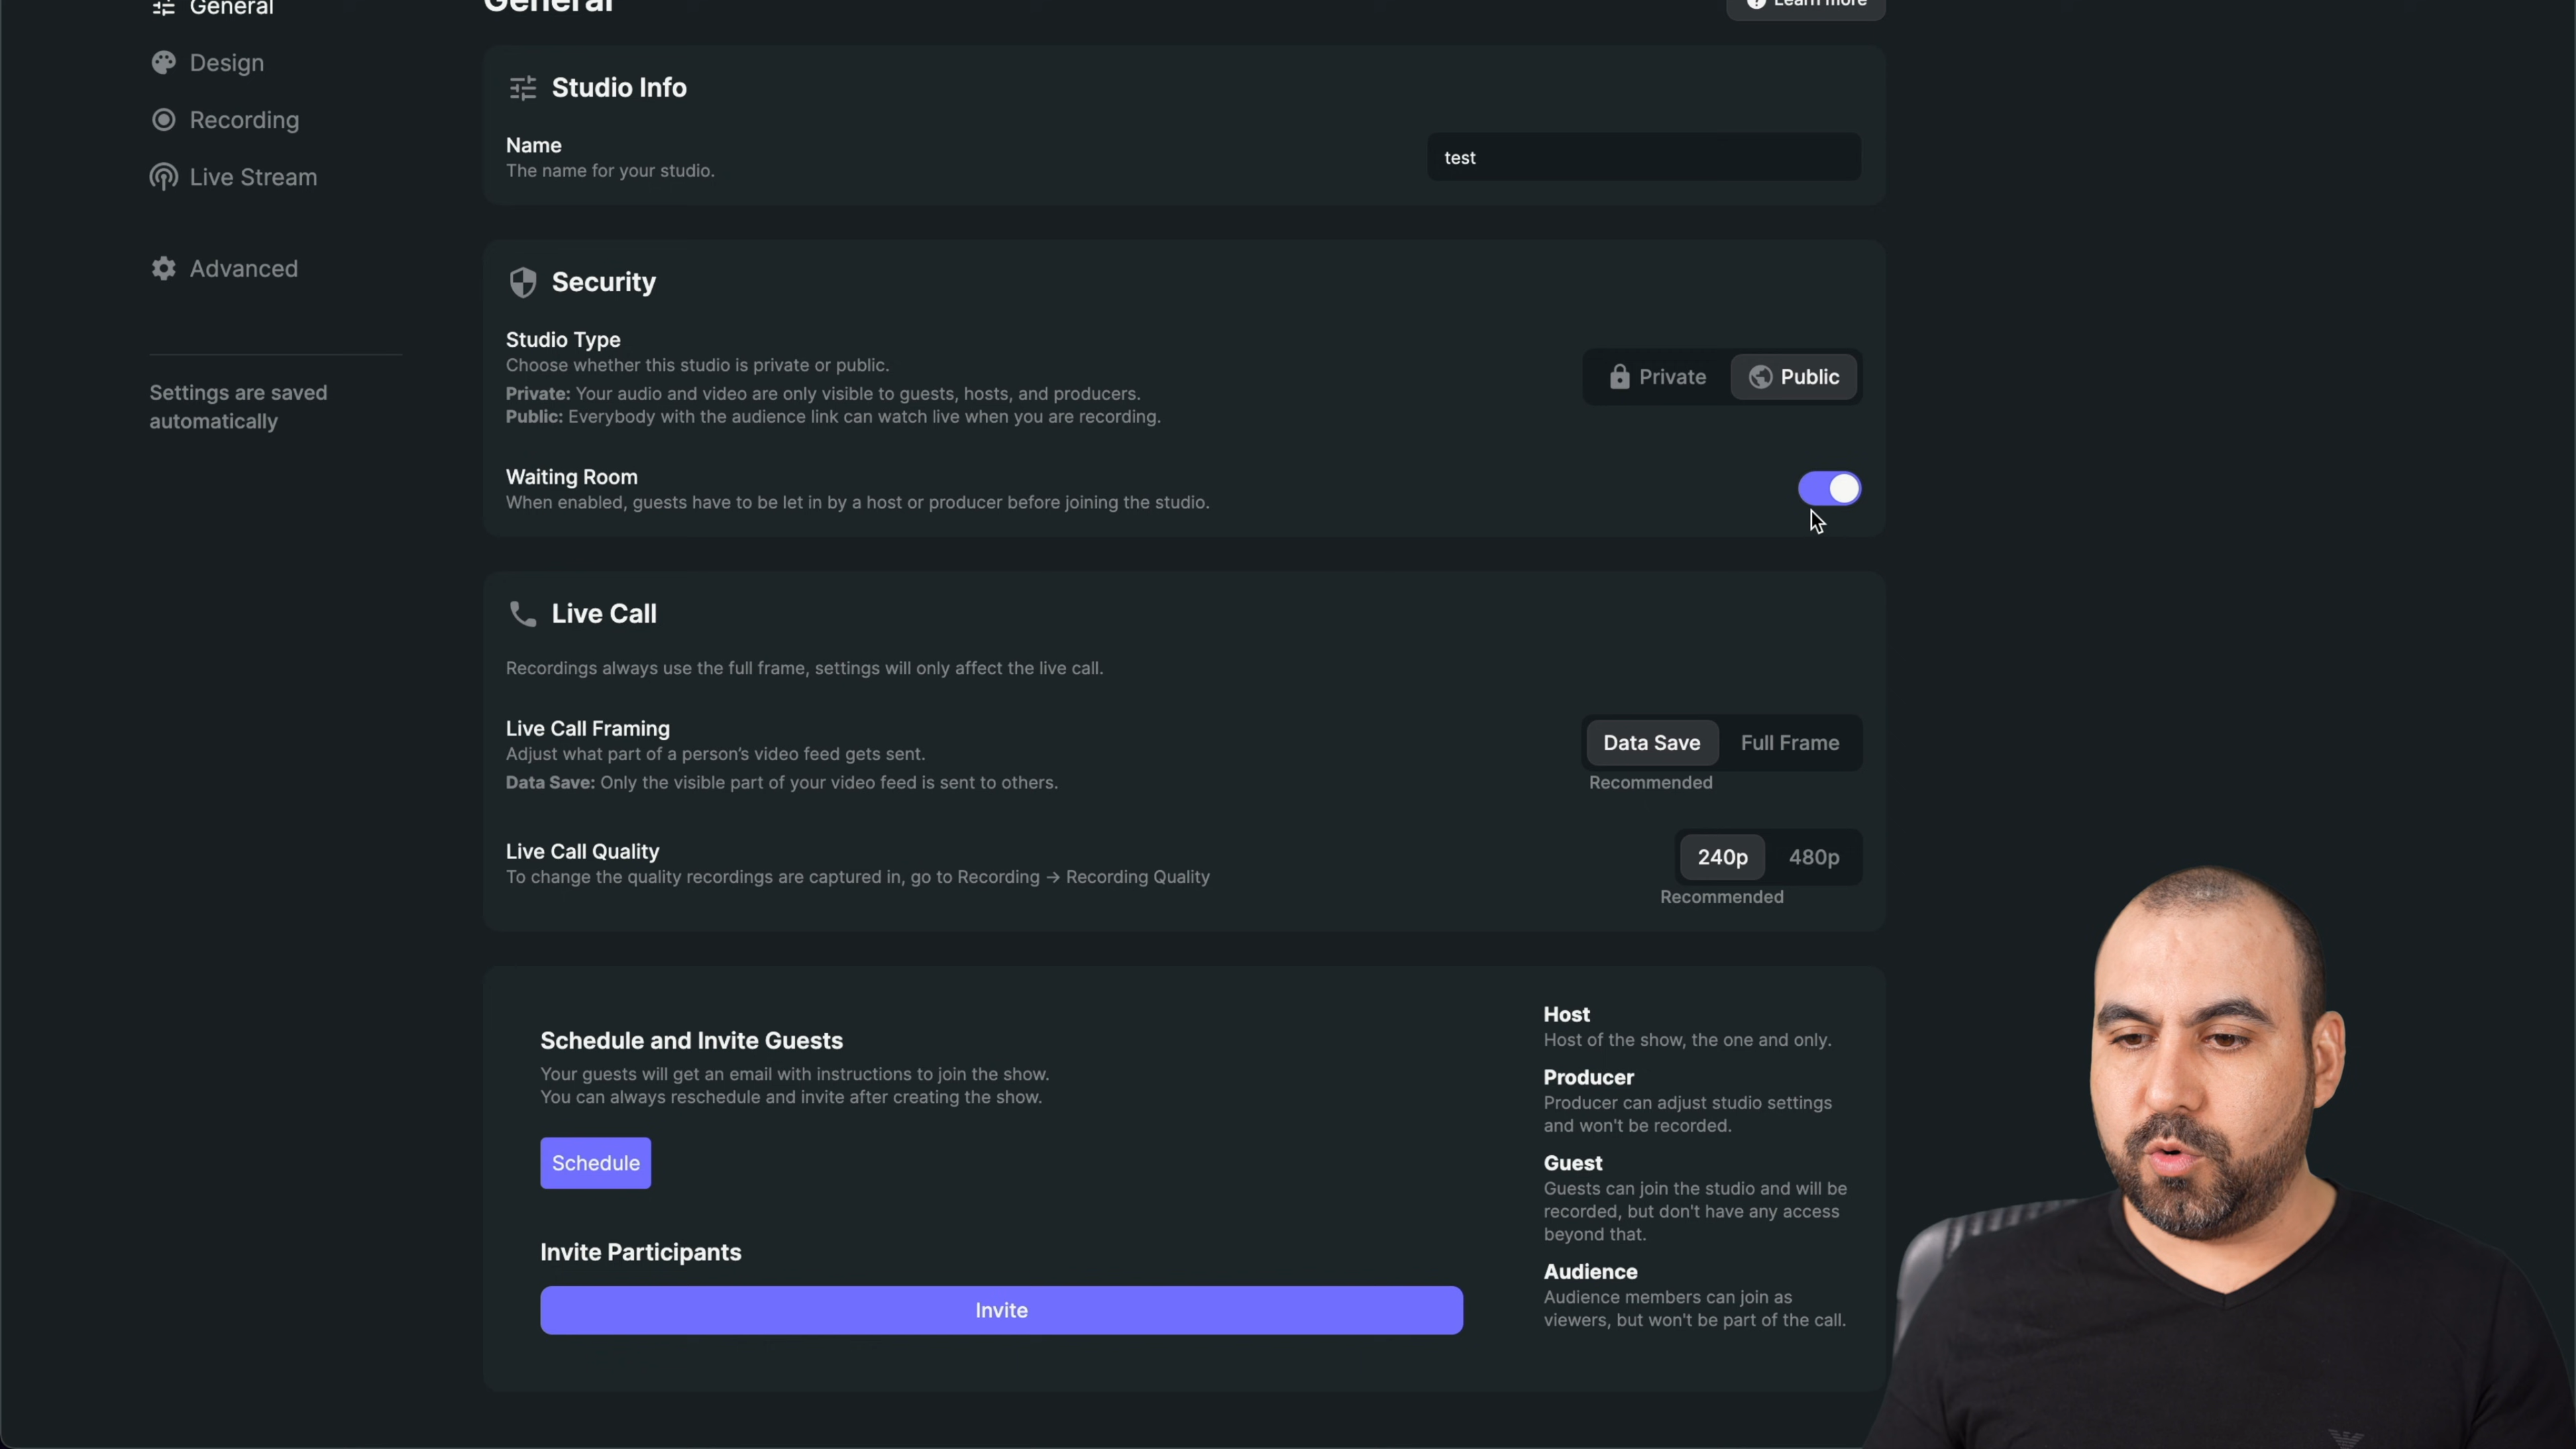 General
General
Learn more
Design
Recording
Live Stream
Advanced
Settings are saved
automatically
Studio Info
Name
The name for your studio.
test
Security
Studio Type
Choose whether this studio is private or public.
Private: Your audio and video are only visible to guests, hosts, and producers.
Public: Everybody with the audience link can watch live when you are recording.
Private
Public
Waiting Room
When enabled, guests have to be let in by a host or producer before joining the studio.
Live Call
Recordings always use the full frame, settings will only affect the live call.
Live Call Framing
Adjust what part of a person's video feed gets sent.
Data Save: Only the visible part of your video feed is sent to others.
Data Save
Full Frame
Recommended
Live Call Quality
To change the quality recordings are captured in, go to Recording → Recording Quality
240p
480p
Recommended
Schedule and Invite Guests
Your guests will get an email with instructions to join the show.
You can always reschedule and invite after creating the show.
Schedule
Invite Participants
Invite
Host
Host of the show, the one and only.
Producer
Producer can adjust studio settings
and won't be recorded.
Guest
Guests can join the studio and will be
recorded, but don't have any access
beyond that.
Audience
Audience members can join as
viewers, but won't be part of the call.